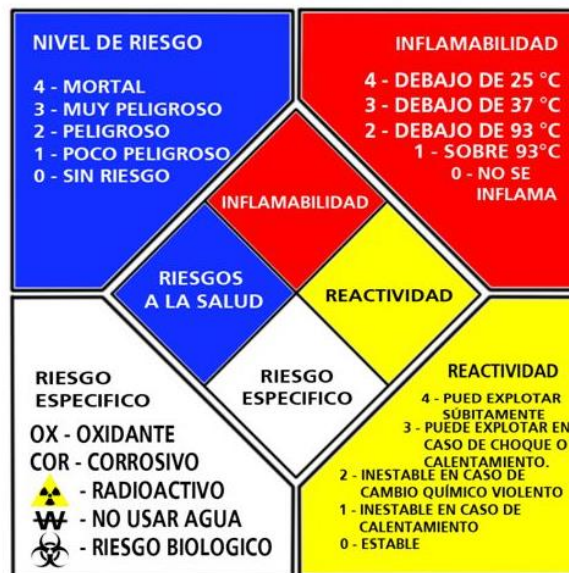 NIVEL DE RIESGO
4 - MORTAL
3 - MUY PELIGROSO
2 - PELIGROSO
1 - POCO PELIGROSO
0 - SIN RIESGO
INFLAMABILIDAD
4 - DEBAJO DE 25 °C
3 - DEBAJO DE 37 °C
2 - DEBAJO DE 93 °C
1 - SOBRE 93°C
0 - NO SE
INFLAMA
INFLAMABILIDAD
RIESGOS
A LA SALUD
REACTIVIDAD
RIESGO
ESPECIFICO
RIESGO
ESPECIFICO
OX - OXIDANTE
COR - CORROSIVO
- RADIOACTIVO
W - NO USAR AGUA
- RIESGO BIOLOGICO
REACTIVIDAD
4 - PUED EXPLOTAR
SÚBITAMENTE
3 - PUEDE EXPLOTAR EN
CASO DE CHOQUE O
CALENTAMIENTO.
2 - INESTABLE EN CASO DE
CAMBIO QUÍMICO VIOLENTO
1 - INESTABLE EN CASO DE
CALENTAMIENTO
0 - ESTABLE